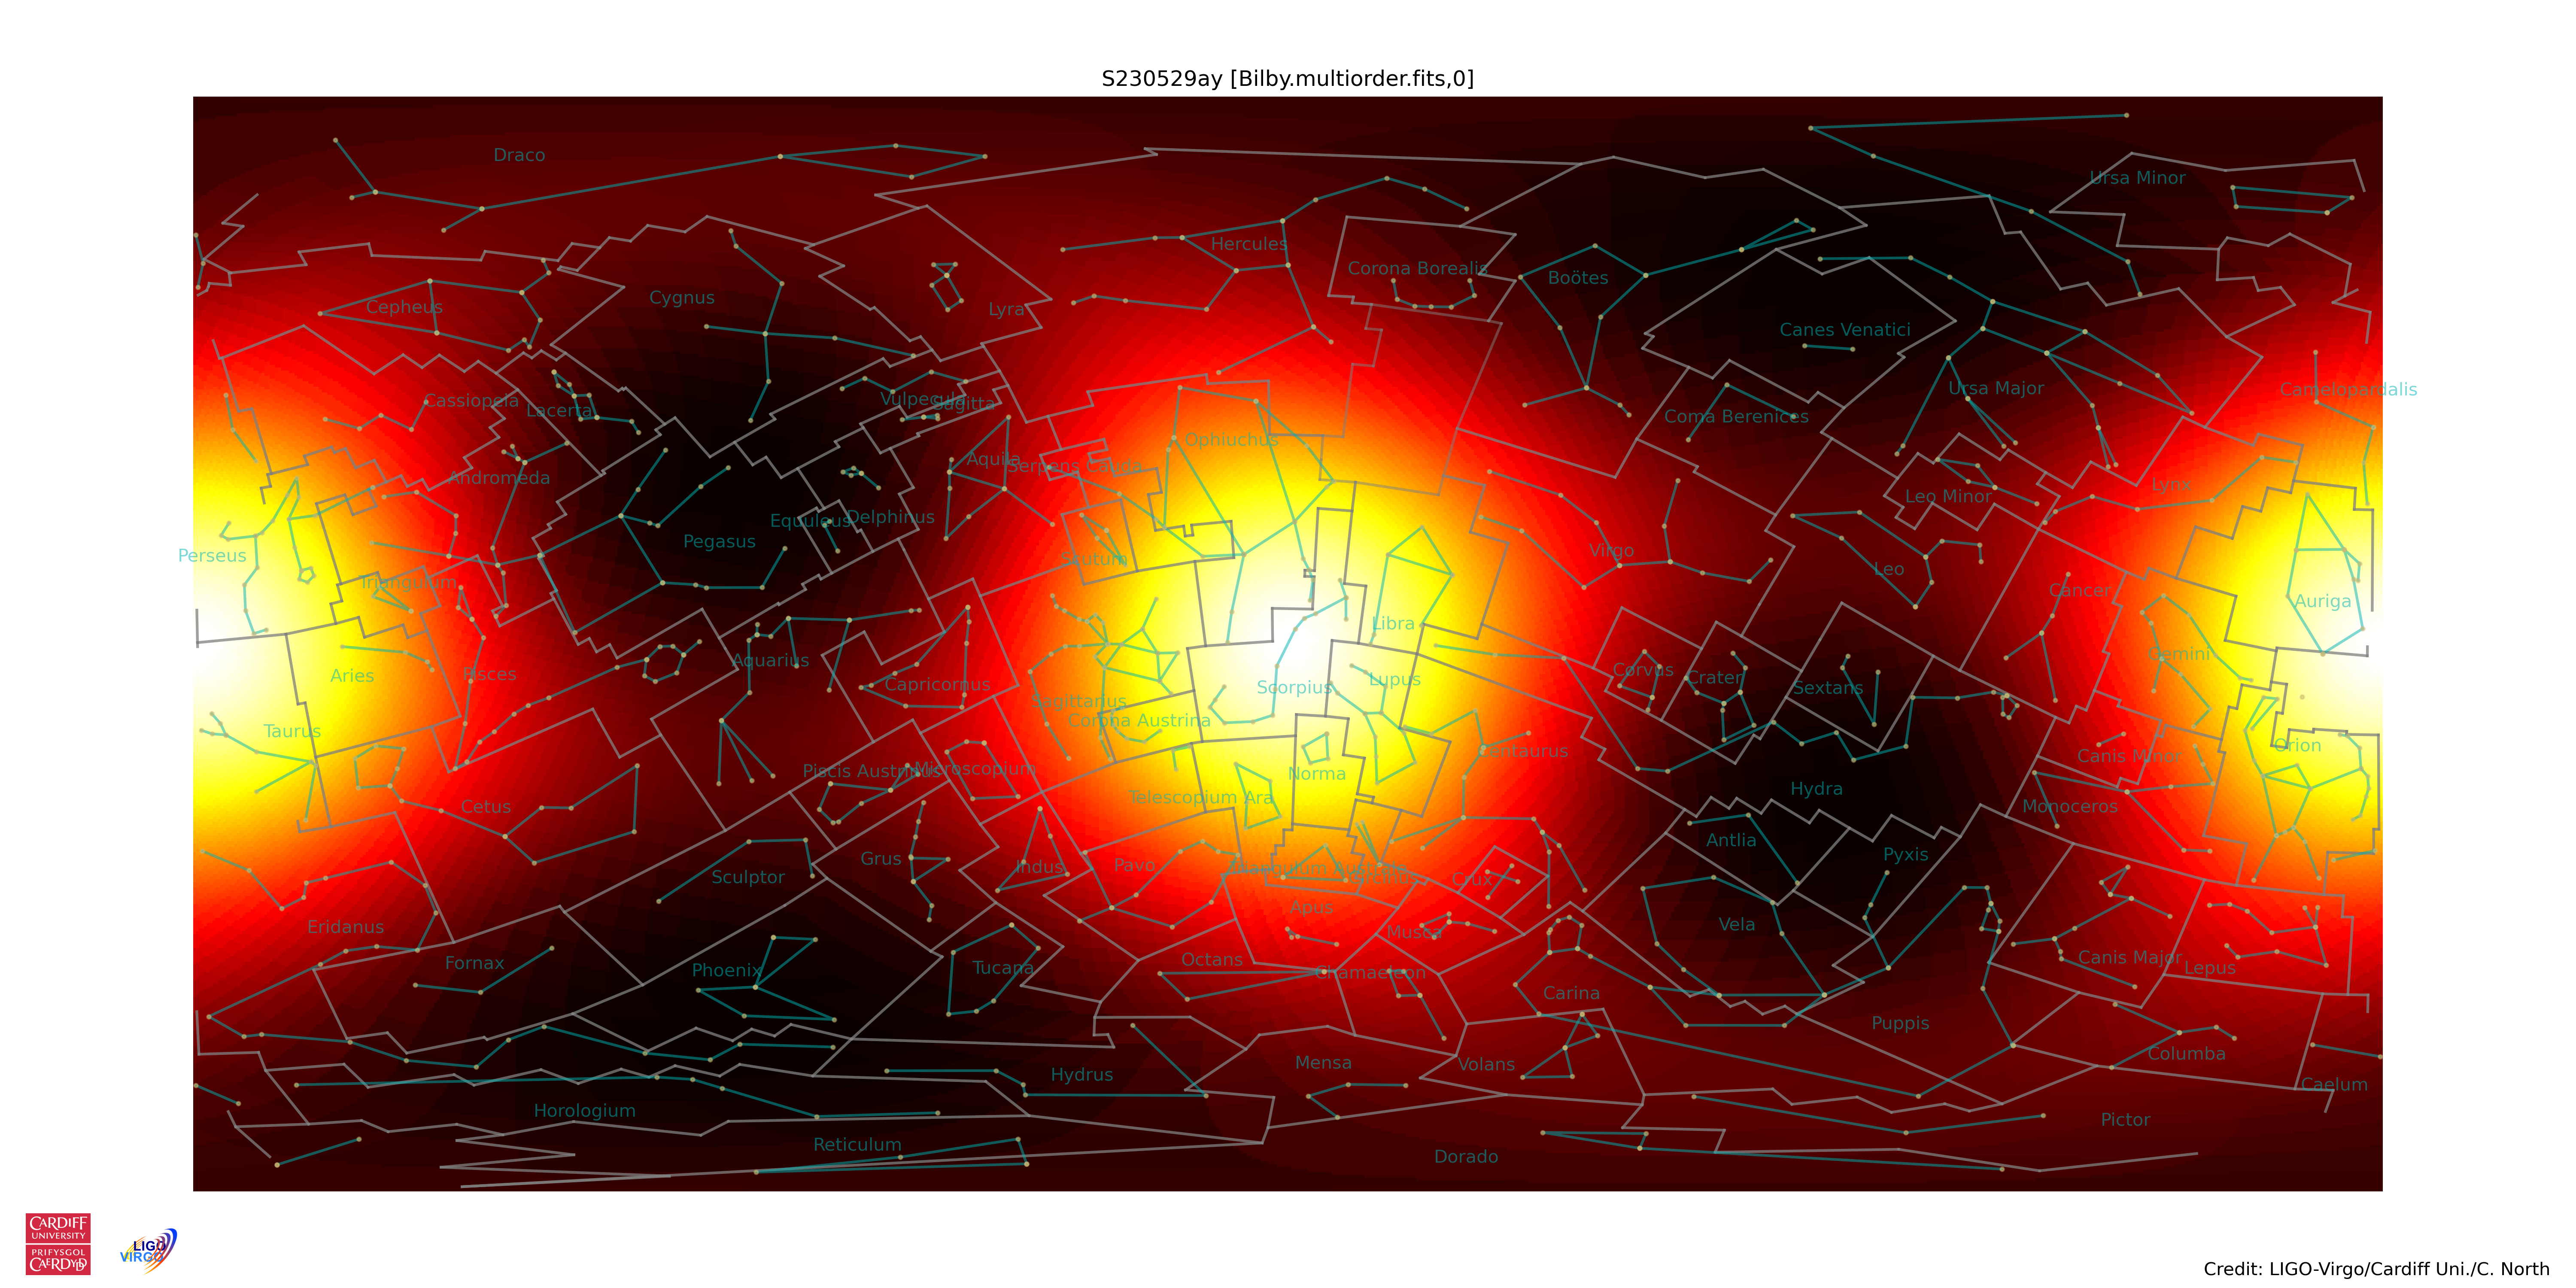 S230529ay [Bilby.multiorder.fits,0]
Draco
Ursa Minor
Hercules
Corona Borealis
Boötes
Cygnus
Cepheus
Lyra
Canes Venatici
Ursa Major
Camelopardalis
Cassiopeia
Lacerta
Vulpecula
Sagitta
Coma Berenices
Ophiuchus
Aquila
Serpens Cauda
Andromeda
Lynx
Leo Minor
Equuleus
Delphinus
Pegasus
Perseus
Virgo
Scutum
Leo
Triangulum
Cancer
Auriga
Libra
Gemini
Aquarius
Aries
Pisces
Capricornus
Scorpius
Lupus
Corvus
Crater
Sextans
Sagittarius
Corona Austrina
Taurus
Centaurus
Orion
Canis Minor
Piscis Austrinus
Microscopium
Norma
Hydra
Telescopium
Ara
Cetus
Monoceros
Antlia
Pyxis
Grus
Indus
Pavo
Triangulum Australe
Circinus
Crux
Sculptor
Apus
Eridanus
Musca
Vela
Fornax
Phoenix
Tucana
Octans
Chamaeleon
Canis Major
Lepus
Carina
Puppis
Columba
Mensa
Volans
Hydrus
Caelum
Horologium
Pictor
Reticulum
Dorado
CARDIFF
UNIVERSITY
PRIFYSGOL
CAERDYDD
LIGO
VIRGO
Credit: LIGO-Virgo/Cardiff Uni./C. North